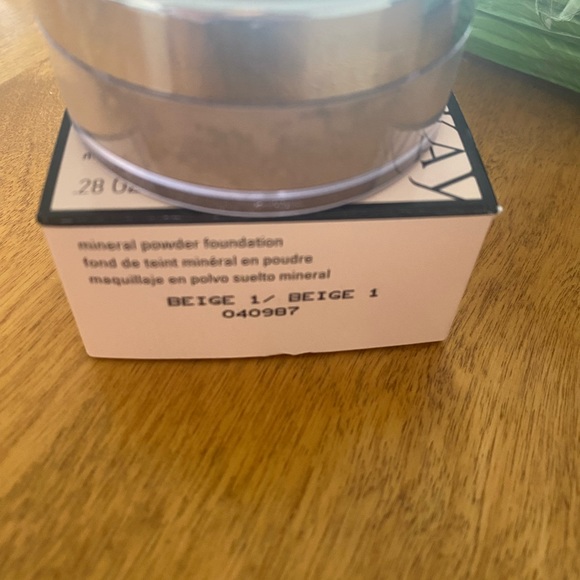 .28 Oz
AY
mineral powder foundation
fond de teint minéral en poudre
maquillaje en polvo suelto mineral
BEIGE 1/ BEIGE 1
040987